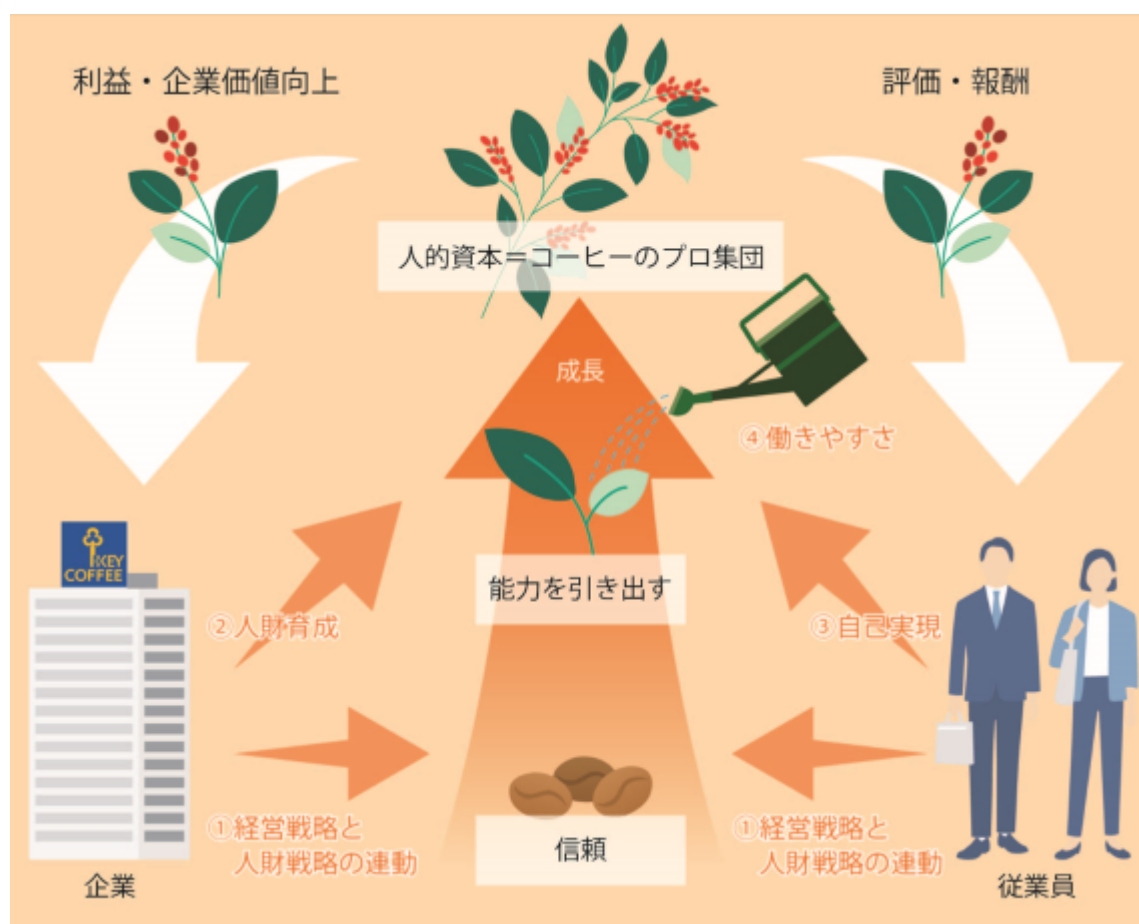 利益・企業価値向上
評価・報酬
人的資本＝コーヒーのプロ集団
成長
④働きやすさ
KEY
COFFEE
能力を引き出す
②人財育成
③自己実現
①経営戦略と
人財戦略の連動
①経営戦略と
人財戦略の連動
信頼
企業
従業員